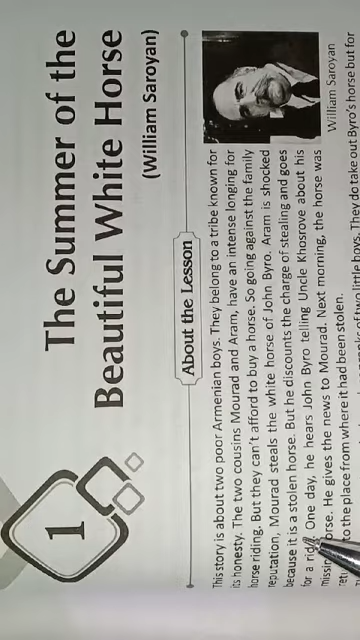 1
The Summer of the
Beautiful White Horse
(William Saroyan)
About the Lesson
This story is about two poor Armenian boys. They belong to a tribe known for
its honesty. The two cousins Mourad and Aram, have an intense longing for
horse riding. But they can't afford to buy a horse. So going against the family
reputation, Mourad steals the white horse of John Byro. Aram is shocked
because it is a stolen horse. But he discounts the charge of stealing and goes
for a ride. One day, he hears John Byro telling Uncle Khosrove about his
missing horse. He gives the news to Mourad. Next morning, the horse was
to the place from where it had been stolen.
William Saroyan
of two little boys. They do take out Byro's horse but for